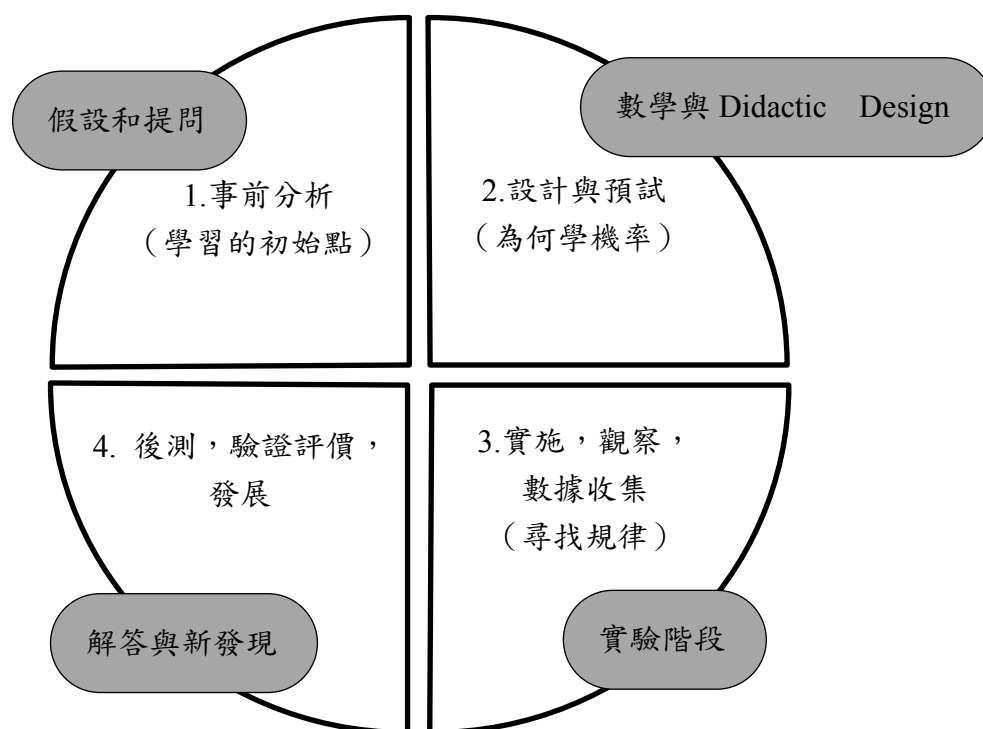 假設和提問
1.事前分析
（學習的初始點）
數學與 Didactic Design
2.設計與預試
（為何學機率）
3.實施，觀察，
數據收集
（尋找規律）
實驗階段
4. 後測，驗證評價，
發展
解答與新發現